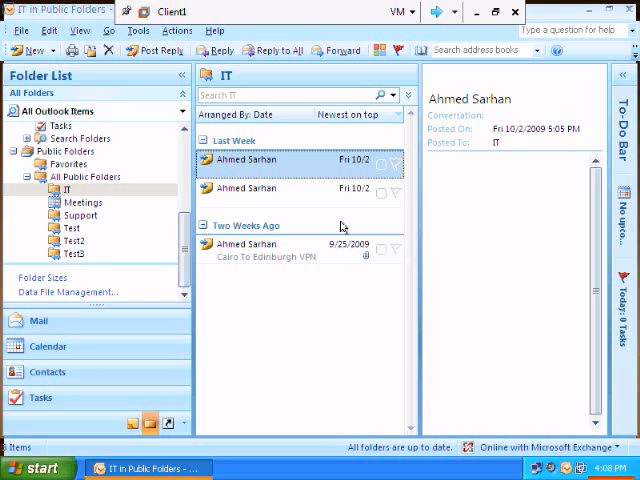 IT in Public Folders -
Client1
VM
File Edit View Go Tools Actions Help
Type a question for help
New Post Reply Reply Reply to All Forward Search address books
Folder List
All Folders
All Outlook Items
Tasks
Search Folders
Public Folders
Favorites
All Public Folders
IT
Meetings
Support
Test
Test2
Test3
Folder Sizes
Data File Management...
Mail
Calendar
Contacts
Tasks
IT
Search IT
Arranged By: Date Newest on top
Last Week
Ahmed Sarhan Fri 10/2
Ahmed Sarhan Fri 10/2
Two Weeks Ago
Ahmed Sarhan 9/25/2009
Cairo To Edinburgh VPN
Ahmed Sarhan
Conversation:
Posted On: Fri 10/2/2009 5:05 PM
Posted To: IT
To-Do Bar
No upco...
Today: 0 Tasks
3 Items
All folders are up to date. Online with Microsoft Exchange
start
IT in Public Folders - ...
4:08 PM